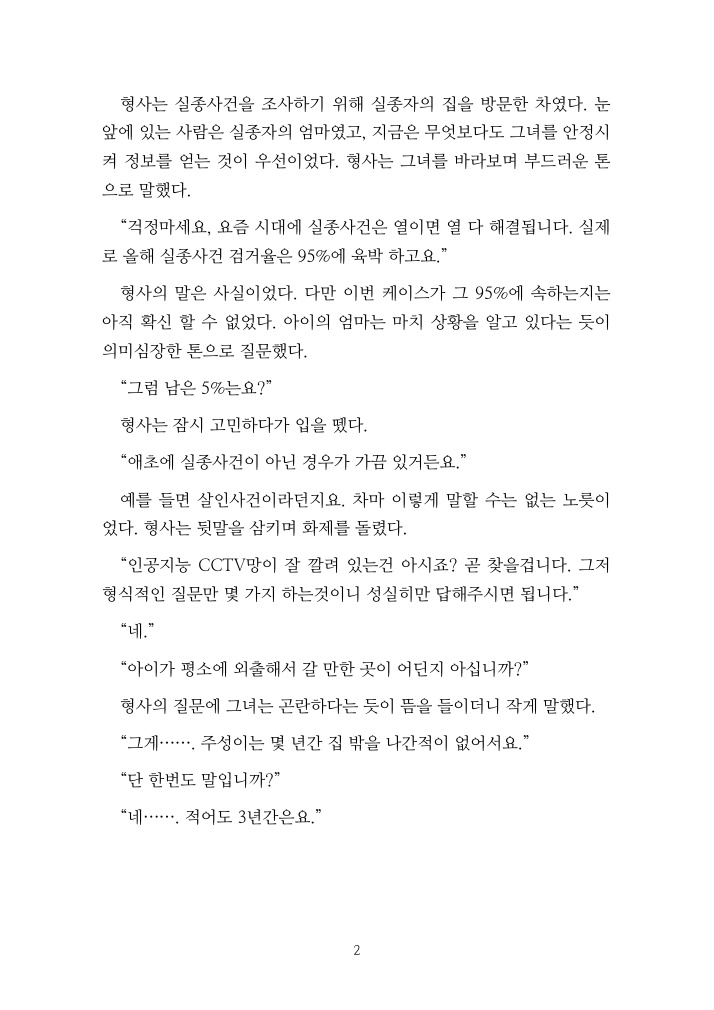 형사는 실종사건을 조사하기 위해 실종자의 집을 방문한 차였다. 눈
앞에 있는 사람은 실종자의 엄마였고, 지금은 무엇보다도 그녀를 안정시
켜 정보를 얻는 것이 우선이었다. 형사는 그녀를 바라보며 부드러운 톤
으로 말했다.
“걱정마세요, 요즘 시대에 실종사건은 열이면 열 다 해결됩니다. 실제
로 올해 실종사건 검거율은 95%에 육박 하고요.”
형사의 말은 사실이었다. 다만 이번 케이스가 그 95%에 속하는지는
아직 확신 할 수 없었다. 아이의 엄마는 마치 상황을 알고 있다는 듯이
의미심장한 톤으로 질문했다.
“그럼 남은 5%는요?”
형사는 잠시 고민하다가 입을 뗐다.
“애초에 실종사건이 아닌 경우가 가끔 있거든요.”
예를 들면 살인사건이라던지요. 차마 이렇게 말할 수는 없는 노릇이
었다. 형사는 뒷말을 삼키며 화제를 돌렸다.
“인공지능 CCTV망이 잘 깔려 있는건 아시죠? 곧 찾을겁니다. 그저
형식적인 질문만 몇 가지 하는것이니 성실히만 답해주시면 됩니다.”
“네.”
“아이가 평소에 외출해서 갈 만한 곳이 어딘지 아십니까?”
형사의 질문에 그녀는 곤란하다는 듯이 뜸을 들이더니 작게 말했다.
“그게……. 주성이는 몇 년간 집 밖을 나간적이 없어서요.”
“단 한번도 말입니까?”
“네……. 적어도 3년간은요.”
2